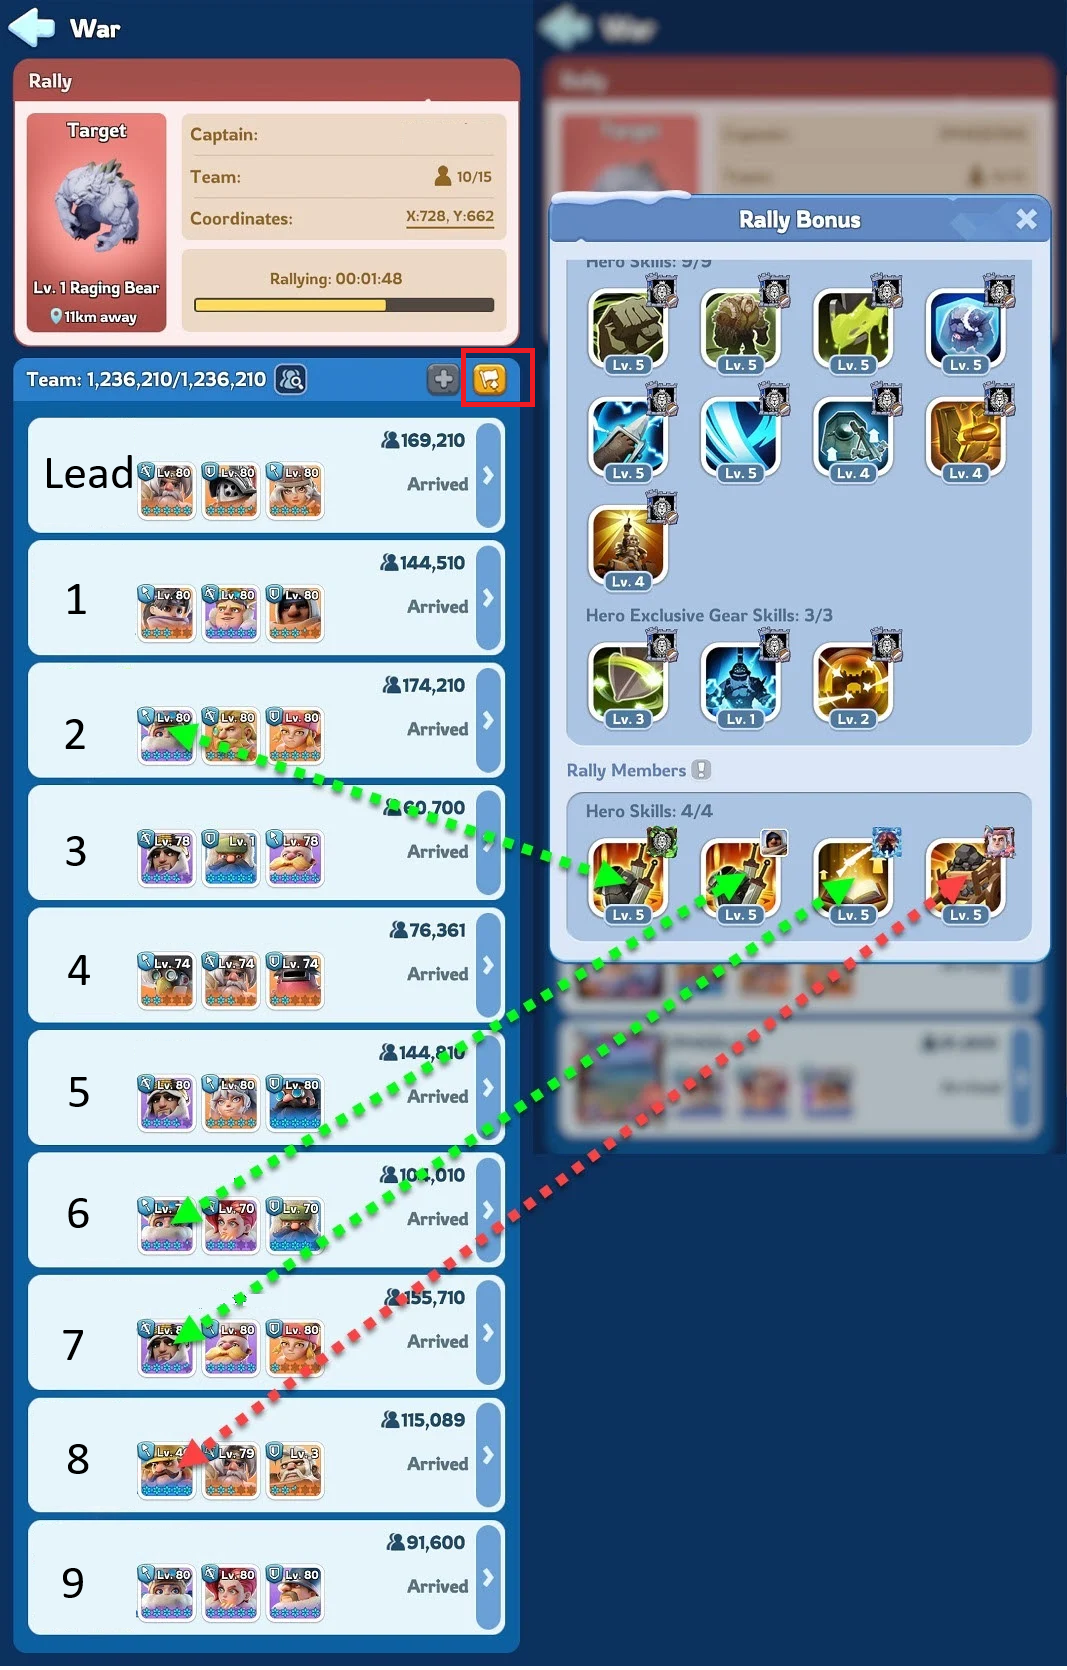 War
Rally
Target
Lv. 1 Raging Bear
11km away
Captain:
Team: 10/15
Coordinates: X:728, Y:662
Rallying: 00:01:48
Team: 1,236,210/1,236,210
Lead
Lv. 80 Lv. 80 Lv. 80
169,210
Arrived
1
Lv. 80 Lv. 80 Lv. 80
144,510
Arrived
2
Lv. 80 Lv. 80 Lv. 80
174,210
Arrived
3
Lv. 78 Lv. 1 Lv. 78
60,700
Arrived
4
Lv. 74 Lv. 74 Lv. 74
76,361
Arrived
5
Lv. 80 Lv. 80 Lv. 80
144,810
Arrived
6
Lv. 7 Lv. 70 Lv. 70
104,010
Arrived
7
Lv. 8 Lv. 80 Lv. 80
155,710
Arrived
8
Lv. 4 Lv. 79 Lv. 3
115,089
Arrived
9
Lv. 80 Lv. 80 Lv. 80
91,600
Arrived
War
Rally
Target
Rally Bonus
Hero Skills: 9/9
Lv. 5 Lv. 5 Lv. 5 Lv. 5
Lv. 5 Lv. 5 Lv. 4 Lv. 4
Lv. 4
Hero Exclusive Gear Skills: 3/3
Lv. 3 Lv. 1 Lv. 2
Rally Members
Hero Skills: 4/4
Lv. 5 Lv. 5 Lv. 5 Lv. 5